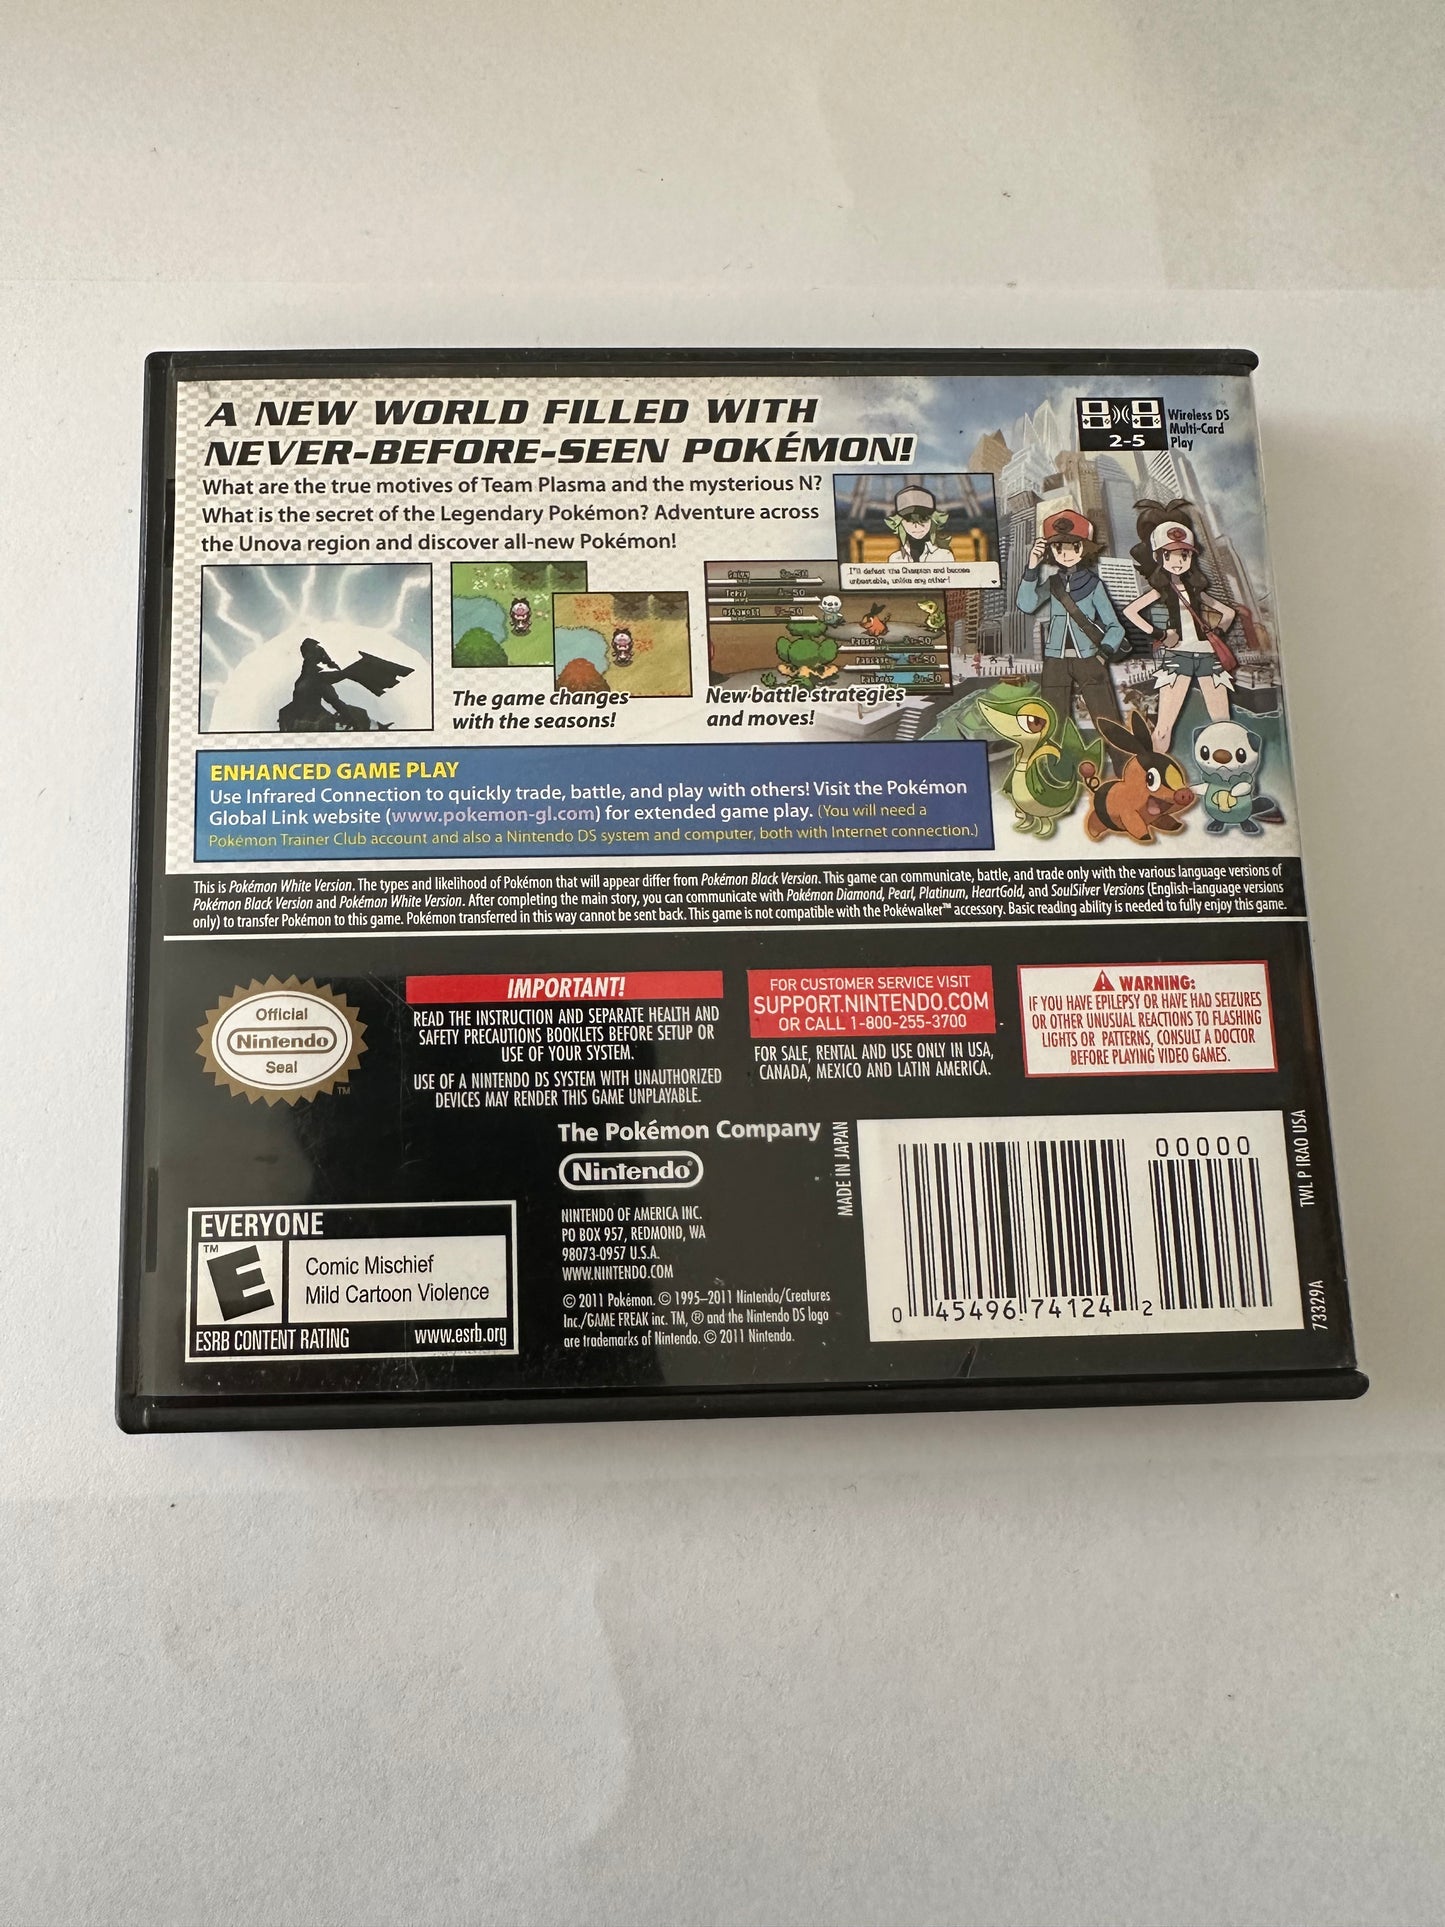 A NEW WORLD FILLED WITH
NEVER-BEFORE-SEEN POKÉMON!
What are the true motives of Team Plasma and the mysterious N?
What is the secret of the Legendary Pokémon? Adventure across
the Unova region and discover all-new Pokémon!
2-5
Wireless DS
Multi-Card
Play
I'll defeat the Champion and become
unbeatable, unlike any other!
The game changes
with the seasons!
New battle strategies
and moves!
ENHANCED GAME PLAY
Use Infrared Connection to quickly trade, battle, and play with others! Visit the Pokémon
Global Link website (www.pokemon-gl.com) for extended game play. (You will need a
Pokémon Trainer Club account and also a Nintendo DS system and computer, both with Internet connection.)
This is Pokémon White Version. The types and likelihood of Pokémon that will appear differ from Pokémon Black Version. This game can communicate, battle, and trade only with the various language versions of
Pokémon Black Version and Pokémon White Version. After completing the main story, you can communicate with Pokémon Diamond, Pearl, Platinum, HeartGold, and SoulSilver Versions (English-language versions
only) to transfer Pokémon to this game. Pokémon transferred in this way cannot be sent back. This game is not compatible with the Pokéwalker™ accessory. Basic reading ability is needed to fully enjoy this game.
Official
Nintendo
Seal
TM
IMPORTANT!
READ THE INSTRUCTION AND SEPARATE HEALTH AND
SAFETY PRECAUTIONS BOOKLETS BEFORE SETUP OR
USE OF YOUR SYSTEM.
USE OF A NINTENDO DS SYSTEM WITH UNAUTHORIZED
DEVICES MAY RENDER THIS GAME UNPLAYABLE.
FOR CUSTOMER SERVICE VISIT
SUPPORT.NINTENDO.COM
OR CALL 1-800-255-3700
FOR SALE, RENTAL AND USE ONLY IN USA,
CANADA, MEXICO AND LATIN AMERICA.
WARNING:
IF YOU HAVE EPILEPSY OR HAVE HAD SEIZURES
OR OTHER UNUSUAL REACTIONS TO FLASHING
LIGHTS OR PATTERNS, CONSULT A DOCTOR
BEFORE PLAYING VIDEO GAMES.
EVERYONE
TM
E
Comic Mischief
Mild Cartoon Violence
ESRB CONTENT RATING www.esrb.org
The Pokémon Company
Nintendo®
NINTENDO OF AMERICA INC.
PO BOX 957, REDMOND, WA
98073-0957 U.S.A.
WWW.NINTENDO.COM
© 2011 Pokémon. © 1995–2011 Nintendo/Creatures
Inc./GAME FREAK inc. TM, ® and the Nintendo DS logo
are trademarks of Nintendo. © 2011 Nintendo.
MADE IN JAPAN
00000
0 45496 74124 2
TWL P IRAO USA
73329A